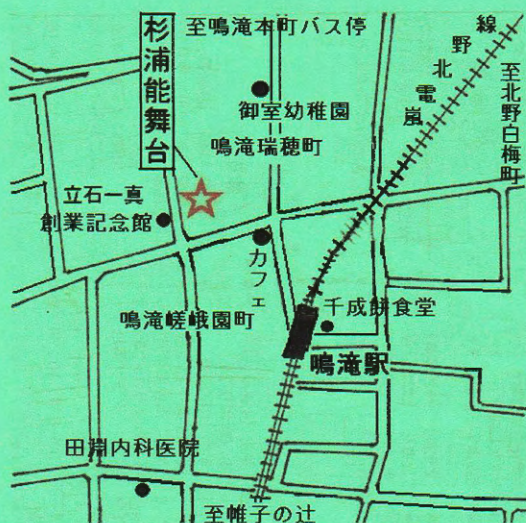 至鳴滝本町バス停
杉浦能舞台
嵐電北野線
至北野白梅町
御室幼稚園
鳴滝瑞穂町
立石一真
創業記念館
カフェ
鳴滝嵯峨園町
千成餅食堂
鳴滝駅
田淵内科医院
至帷子の辻